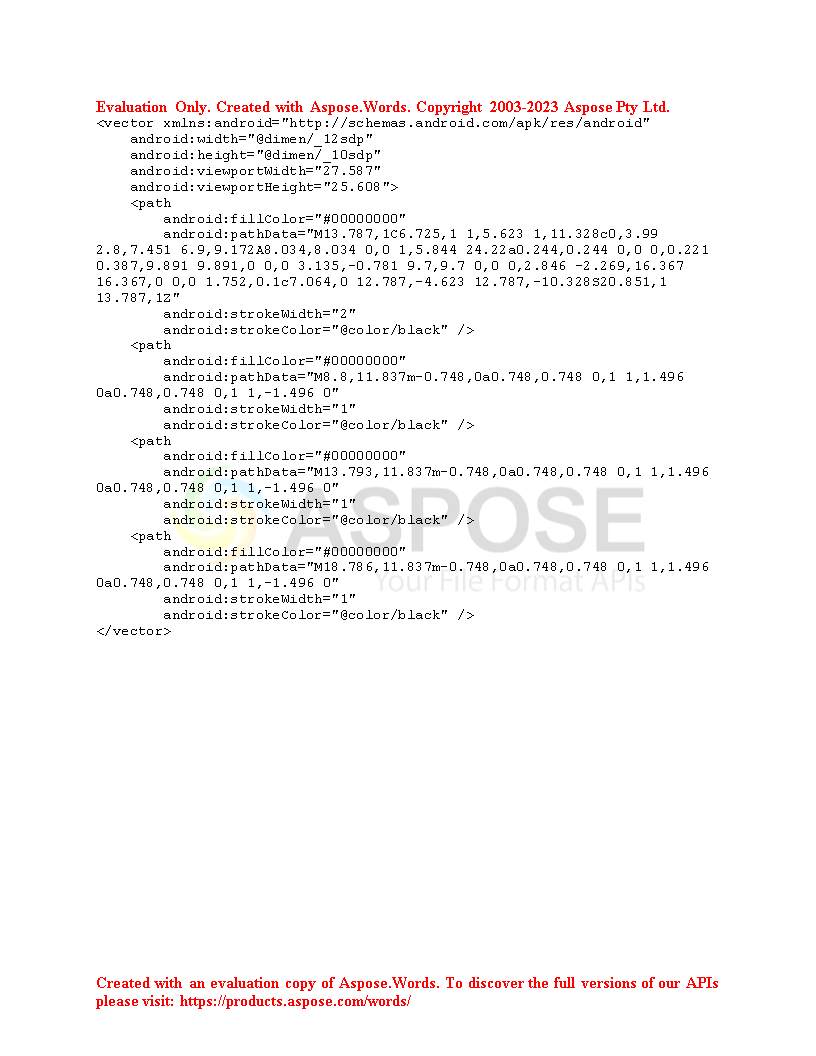 Evaluation Only. Created with Aspose.Words. Copyright 2003-2023 Aspose Pty Ltd.
<vector xmlns:android="http://schemas.android.com/apk/res/android"
    android:width="@dimen/_12sdp"
    android:height="@dimen/_10sdp"
    android:viewportWidth="27.587"
    android:viewportHeight="25.608">
    <path
        android:fillColor="#00000000"
        android:pathData="M13.787,1C6.725,1 1,5.623 1,11.328c0,3.99
2.8,7.451 6.9,9.172A8.034,8.034 0,0 1,5.844 24.22a0.244,0.244 0,0 0,0.221
0.387,9.891 9.891,0 0,0 3.135,-0.781 9.7,9.7 0,0 0,2.846 -2.269,16.367
16.367,0 0,0 1.752,0.1c7.064,0 12.787,-4.623 12.787,-10.328S20.851,1
13.787,1Z"
        android:strokeWidth="2"
        android:strokeColor="@color/black" />
    <path
        android:fillColor="#00000000"
        android:pathData="M8.8,11.837m-0.748,0a0.748,0.748 0,1 1,1.496
0a0.748,0.748 0,1 1,-1.496 0"
        android:strokeWidth="1"
        android:strokeColor="@color/black" />
    <path
        android:fillColor="#00000000"
        android:pathData="M13.793,11.837m-0.748,0a0.748,0.748 0,1 1,1.496
0a0.748,0.748 0,1 1,-1.496 0"
        android:strokeWidth="1"
        android:strokeColor="@color/black" />
    <path
        android:fillColor="#00000000"
        android:pathData="M18.786,11.837m-0.748,0a0.748,0.748 0,1 1,1.496
0a0.748,0.748 0,1 1,-1.496 0"
        android:strokeWidth="1"
        android:strokeColor="@color/black" />
</vector>
ASPOSE
Your File Format APIs
Created with an evaluation copy of Aspose.Words. To discover the full versions of our APIs
please visit: https://products.aspose.com/words/